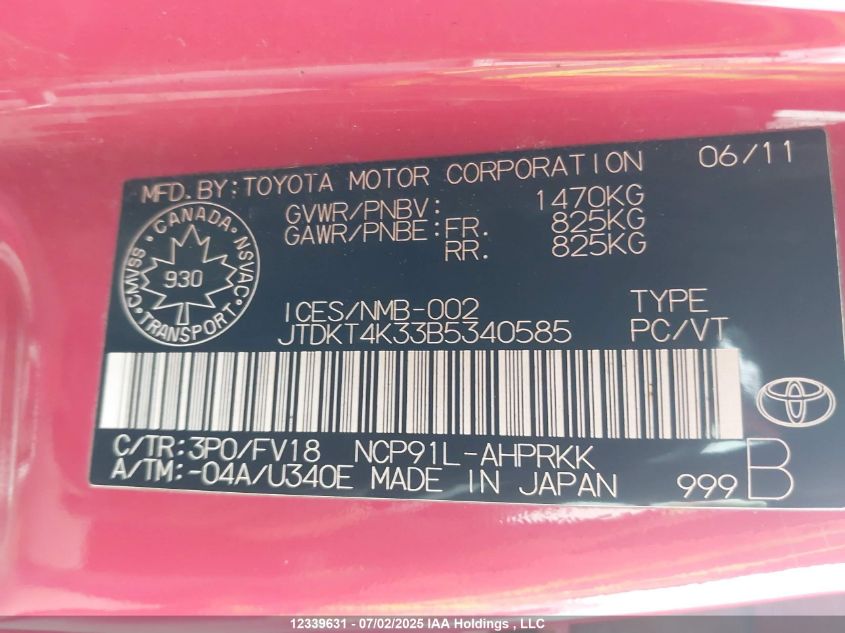 MFD.BY:TOYOTA MOTOR CORPORATION 06/11
GVWR/PNBV: 1470KG
GAWR/PNBE:FR. 825KG
RR. 825KG
CANADA
CMVSS NSVAC
930
TRANSPORT
ICES/NMB-002 TYPE
JTDKT4K33B5340585 PC/VT
C/TR:3P0/FV18 NCP91L-AHPRKK
A/TM:-04A/U340E MADE IN JAPAN 999B
12339631 - 07/02/2025 IAA Holdings , LLC